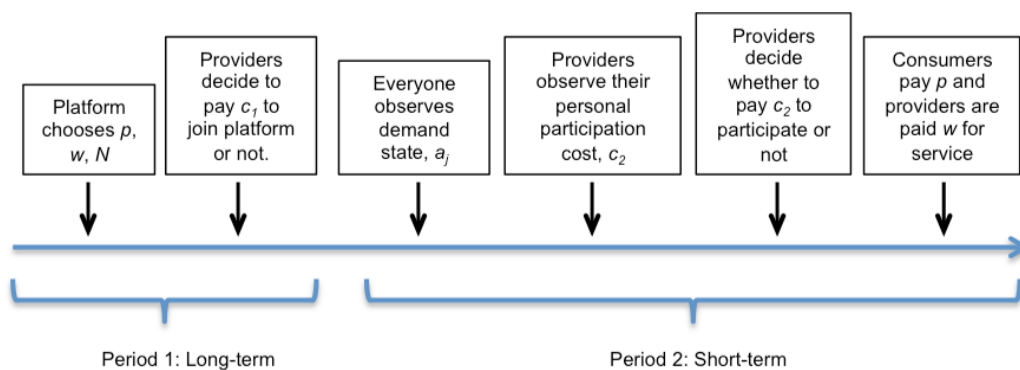 Platform
chooses p,
w, N
Providers
decide to
pay c₁ to
join platform
or not.
Everyone
observes
demand
state, aⱼ
Providers
observe their
personal
participation
cost, c₂
Providers
decide
whether to
pay c₂ to
participate or
not
Consumers
pay p and
providers are
paid w for
service
Period 1: Long-term
Period 2: Short-term